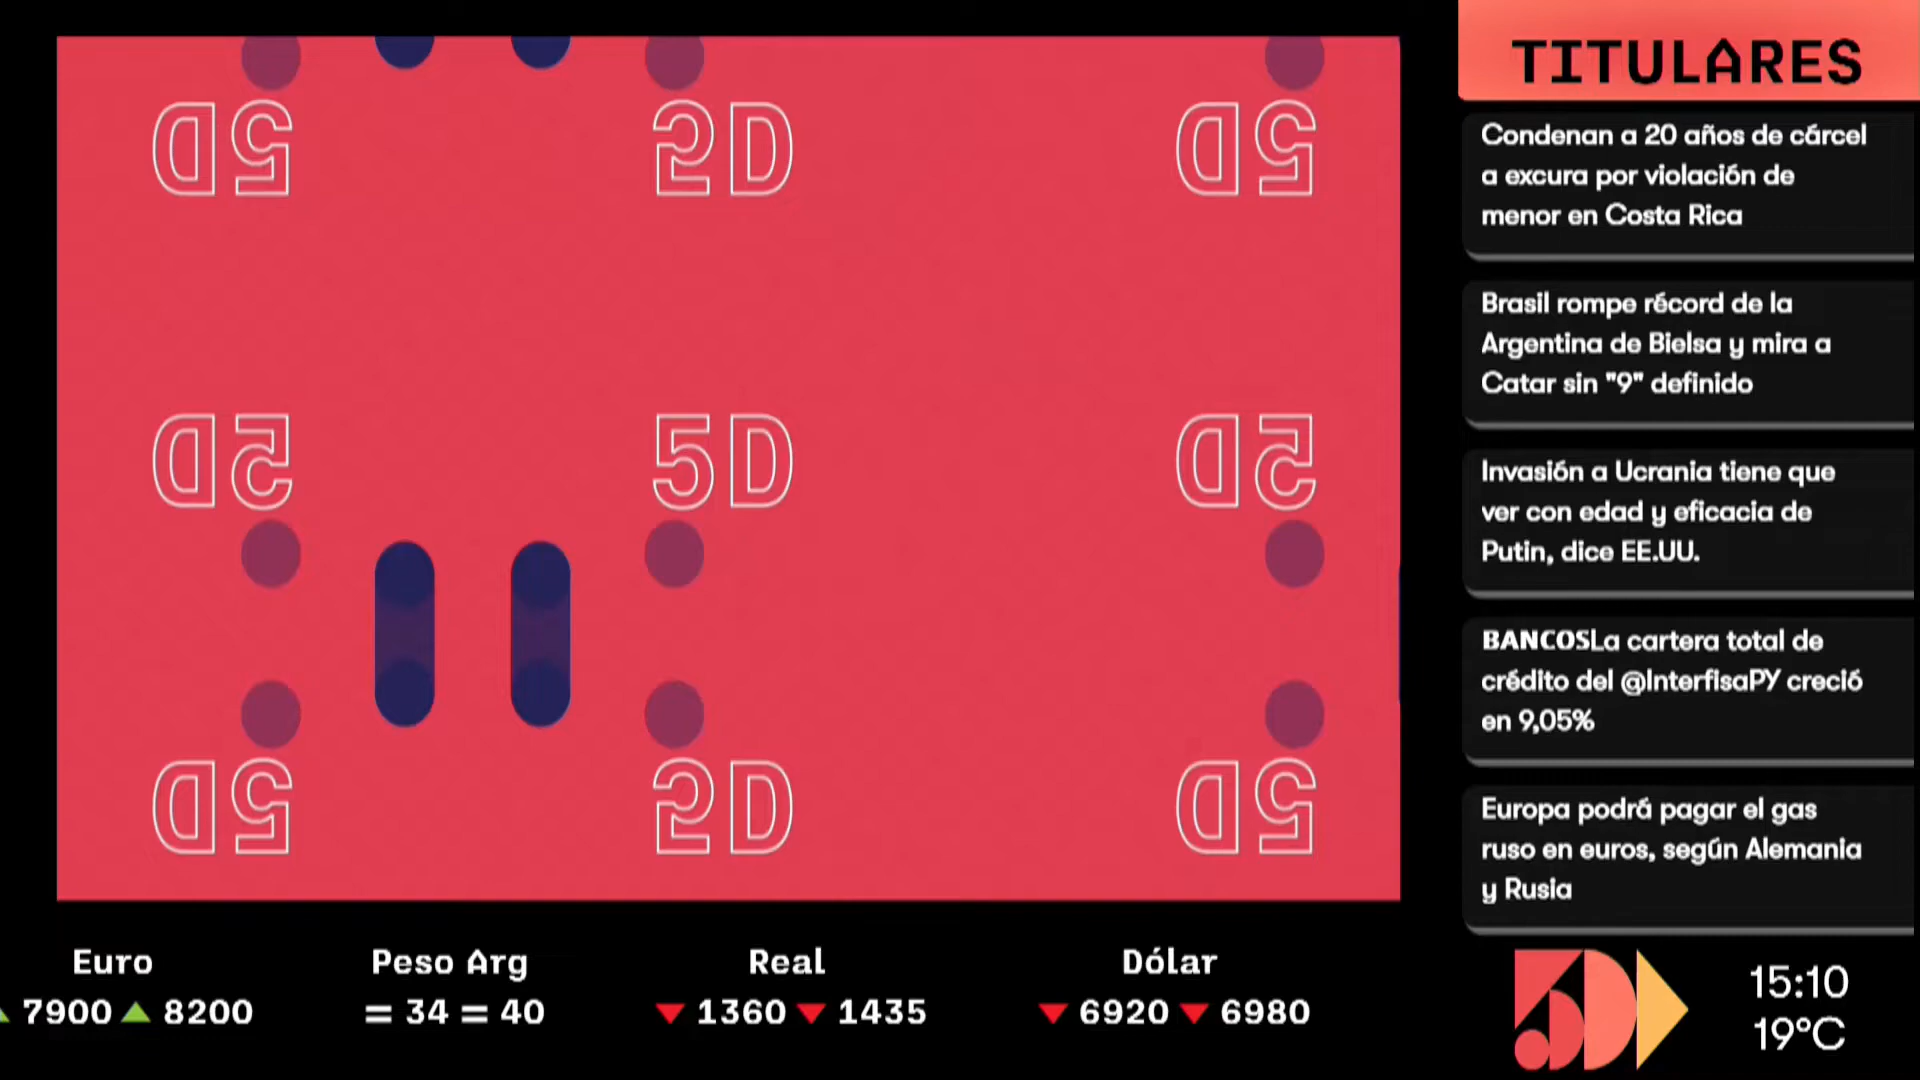 TITULARES
Condenan a 20 años de cárcel
a excura por violación de
menor en Costa Rica
Brasil rompe récord de la
Argentina de Bielsa y mira a
Catar sin "9" definido
Invasión a Ucrania tiene que
ver con edad y eficacia de
Putin, dice EE.UU.
BANCOSLa cartera total de
crédito del @InterfisaPY creció
en 9,05%
Europa podrá pagar el gas
ruso en euros, según Alemania
y Rusia
5D
5D
5D
5D
5D
5D
5D
5D
5D
Euro
7900 8200
Peso Arg
= 34 = 40
Real
1360 1435
Dólar
6920 6980
5D
15:10
19°C